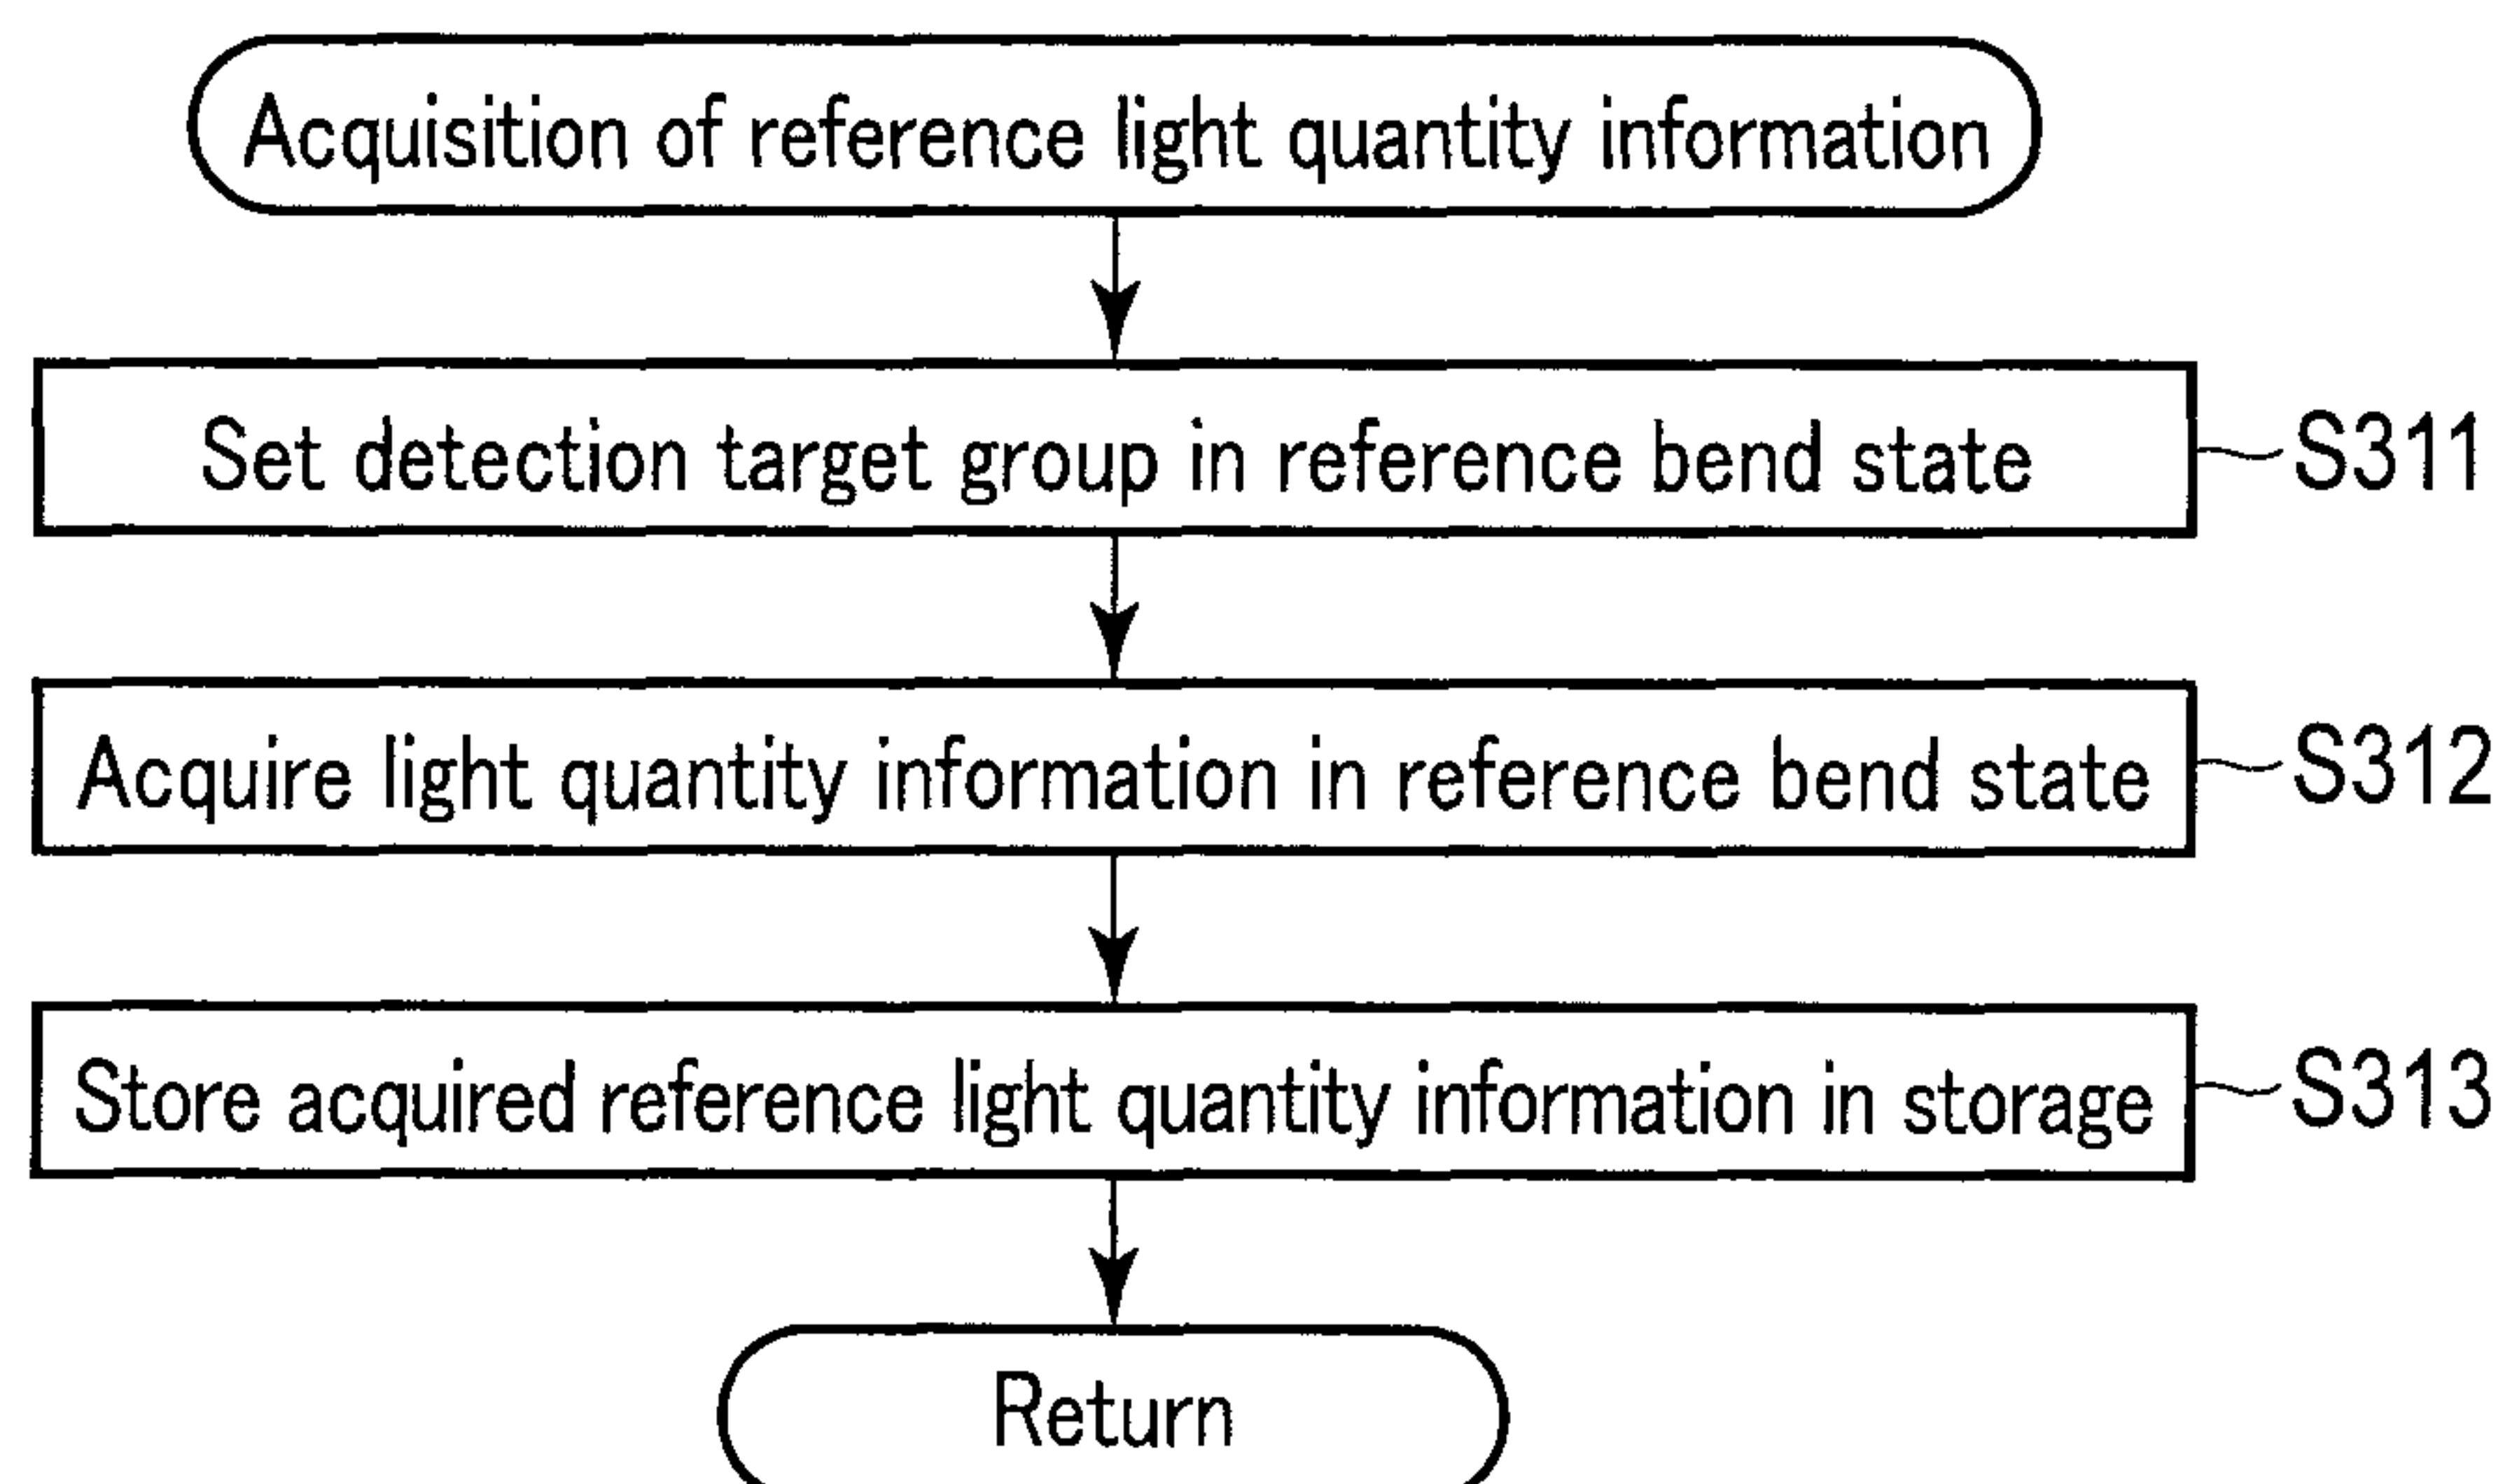 Acquisition of reference light quantity information
Set detection target group in reference bend state
S311
Acquire light quantity information in reference bend state
S312
Store acquired reference light quantity information in storage
S313
Return